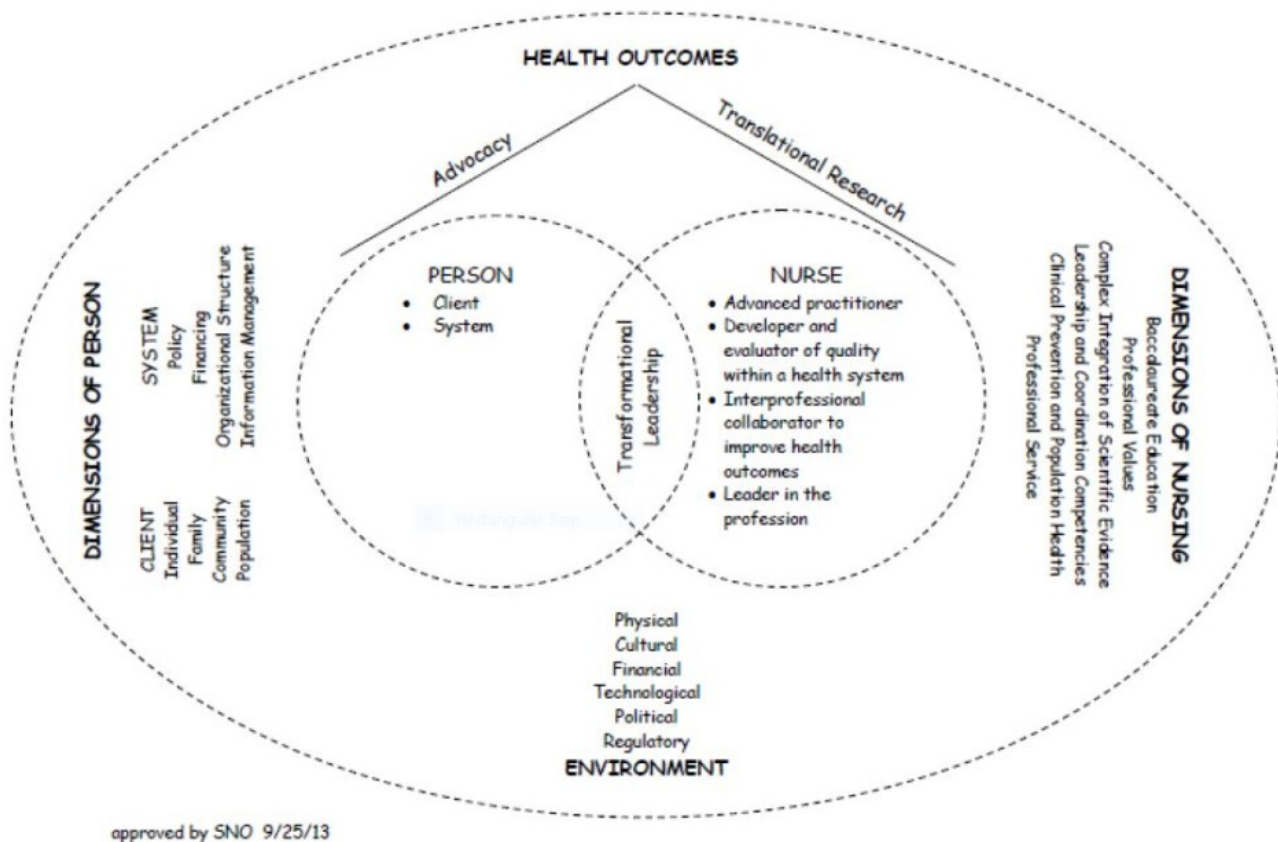 HEALTH OUTCOMES
Advocacy
Translational Research
DIMENSIONS OF PERSON
SYSTEM
Policy
Financing
Organizational Structure
Information Management
CLIENT
Individual
Family
Community
Population
PERSON
• Client
• System
Transformational
Leadership
NURSE
• Advanced practitioner
• Developer and
evaluator of quality
within a health system
• Interprofessional
collaborator to
improve health
outcomes
• Leader in the
profession
DIMENSIONS OF NURSING
Baccdaureate Education
Professional Values
Complex Integration of Scientific Evidence
Leadership and Coordination Competencies
Clinical Prevention and Population Health
Professional Service
Physical
Cultural
Financial
Technological
Political
Regulatory
ENVIRONMENT
approved by SNO 9/25/13